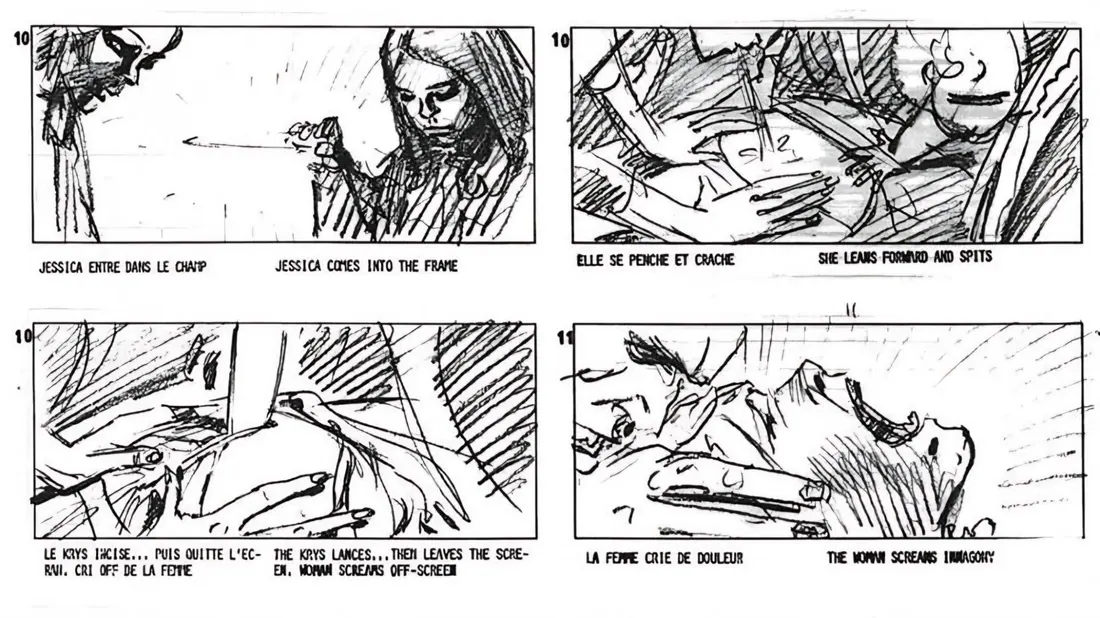 10
JESSICA ENTRE DANS LE CHAMP
JESSICA COMES INTO THE FRAME
10
ELLE SE PENCHE ET CRACHE
SHE LEANS FORWARD AND SPITS
10
LE KRYS INCISE... PUIS QUITTE L'EC-
RAN. CRI OFF DE LA FEMME
THE KRYS LANCES...THEN LEAVES THE SCRE-
EN. WOMAN SCREAMS OFF-SCREEN
11
LA FEMME CRIE DE DOULEUR
THE WOMAN SCREAMS IN AGONY